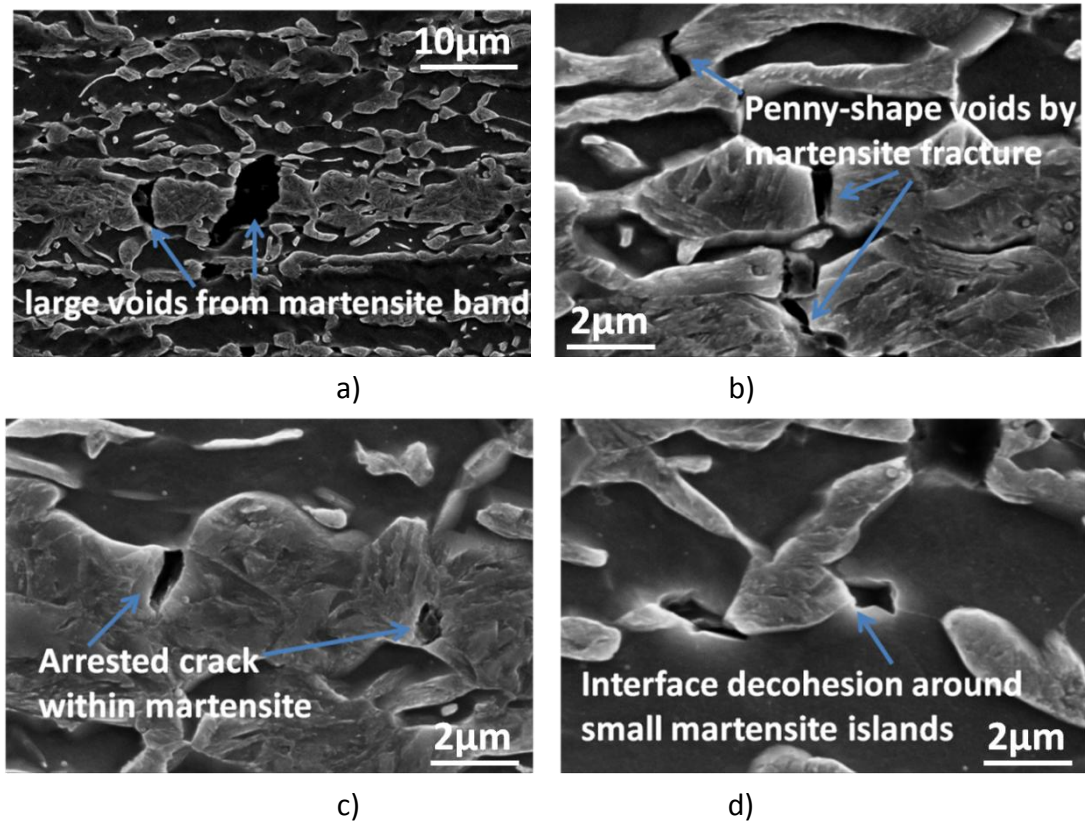 10µm
large voids from martensite band
a)
Penny-shape voids by
martensite fracture
2µm
b)
Arrested crack
within martensite
2µm
c)
Interface decohesion around
small martensite islands
2µm
d)